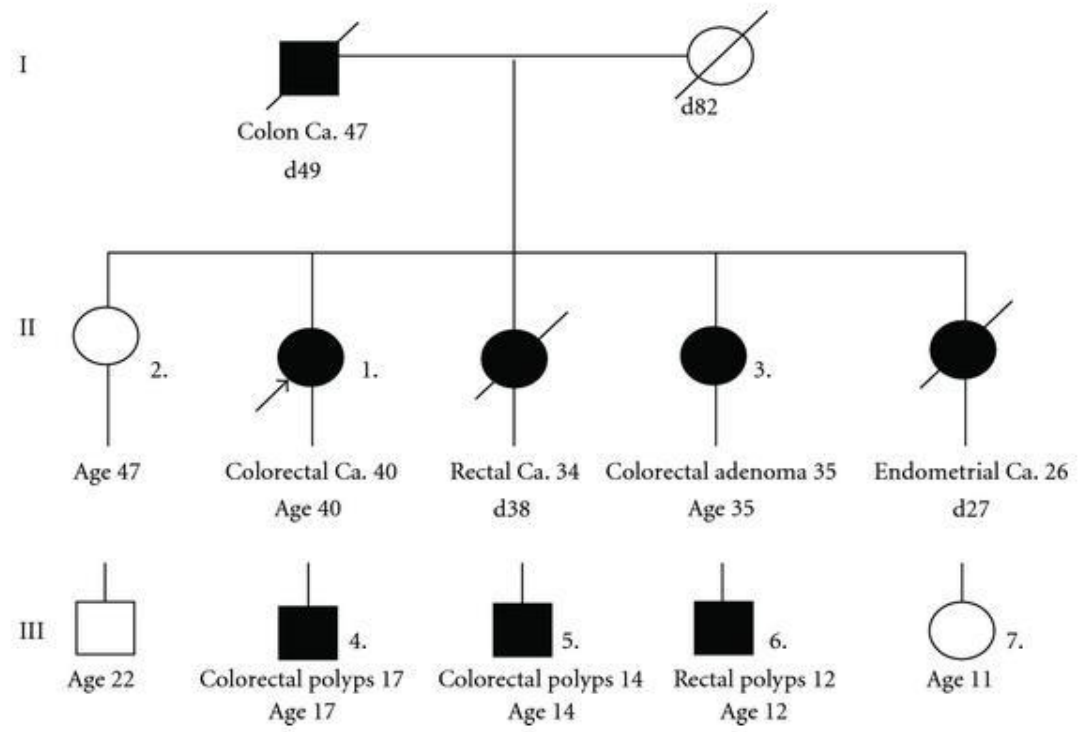 I
d82
Colon Ca. 47
d49
II
2.
1.
3.
Age 47
Colorectal Ca. 40
Age 40
Rectal Ca. 34
d38
Colorectal adenoma 35
Age 35
Endometrial Ca. 26
d27
III
4.
5.
6.
7.
Age 22
Colorectal polyps 17
Age 17
Colorectal polyps 14
Age 14
Rectal polyps 12
Age 12
Age 11